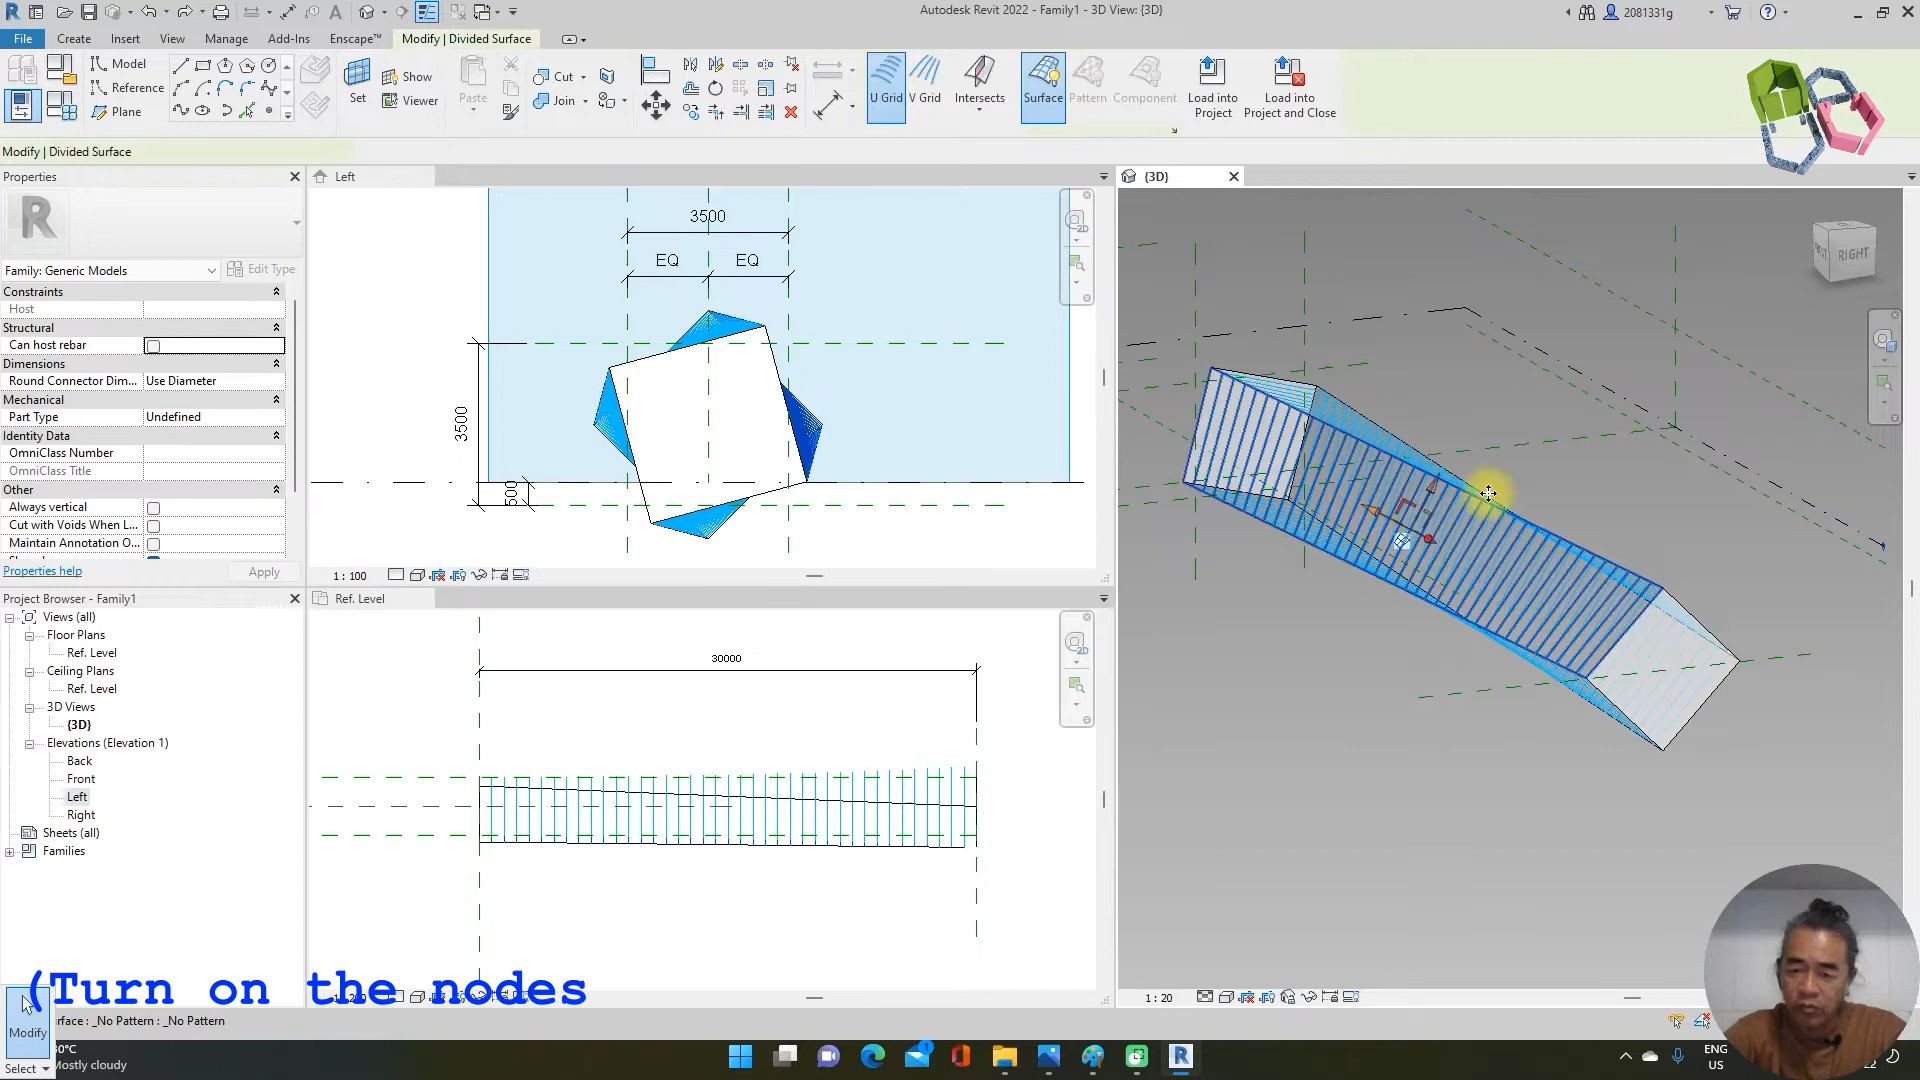 Autodesk Revit 2022 - Family1 - 3D View: {3D}
2081331g
File Create Insert View Manage Add-Ins Enscape™ Modify | Divided Surface
Model
Reference
Plane
Set
Show
Viewer
Paste
Cut
Join
U Grid
V Grid
Intersects
Surface
Pattern
Component
Load into
Project
Load into
Project and Close
Modify | Divided Surface
Properties
R
Family: Generic Models
Edit Type
Constraints
Host
Structural
Can host rebar
Dimensions
Round Connector Dim... Use Diameter
Mechanical
Part Type Undefined
Identity Data
OmniClass Number
OmniClass Title
Other
Always vertical
Cut with Voids When L...
Maintain Annotation O...
Properties help
Apply
Project Browser - Family1
Views (all)
Floor Plans
Ref. Level
Ceiling Plans
Ref. Level
3D Views
{3D}
Elevations (Elevation 1)
Back
Front
Left
Right
Sheets (all)
Families
Left
3500
EQ EQ
3500
500
2D
1 : 100
Ref. Level
30000
2D
{3D}
RIGHT
1 : 20
(Turn on the nodes
Modify
Select
urface : _No Pattern : _No Pattern
30°C
Mostly cloudy
1
ENG
US